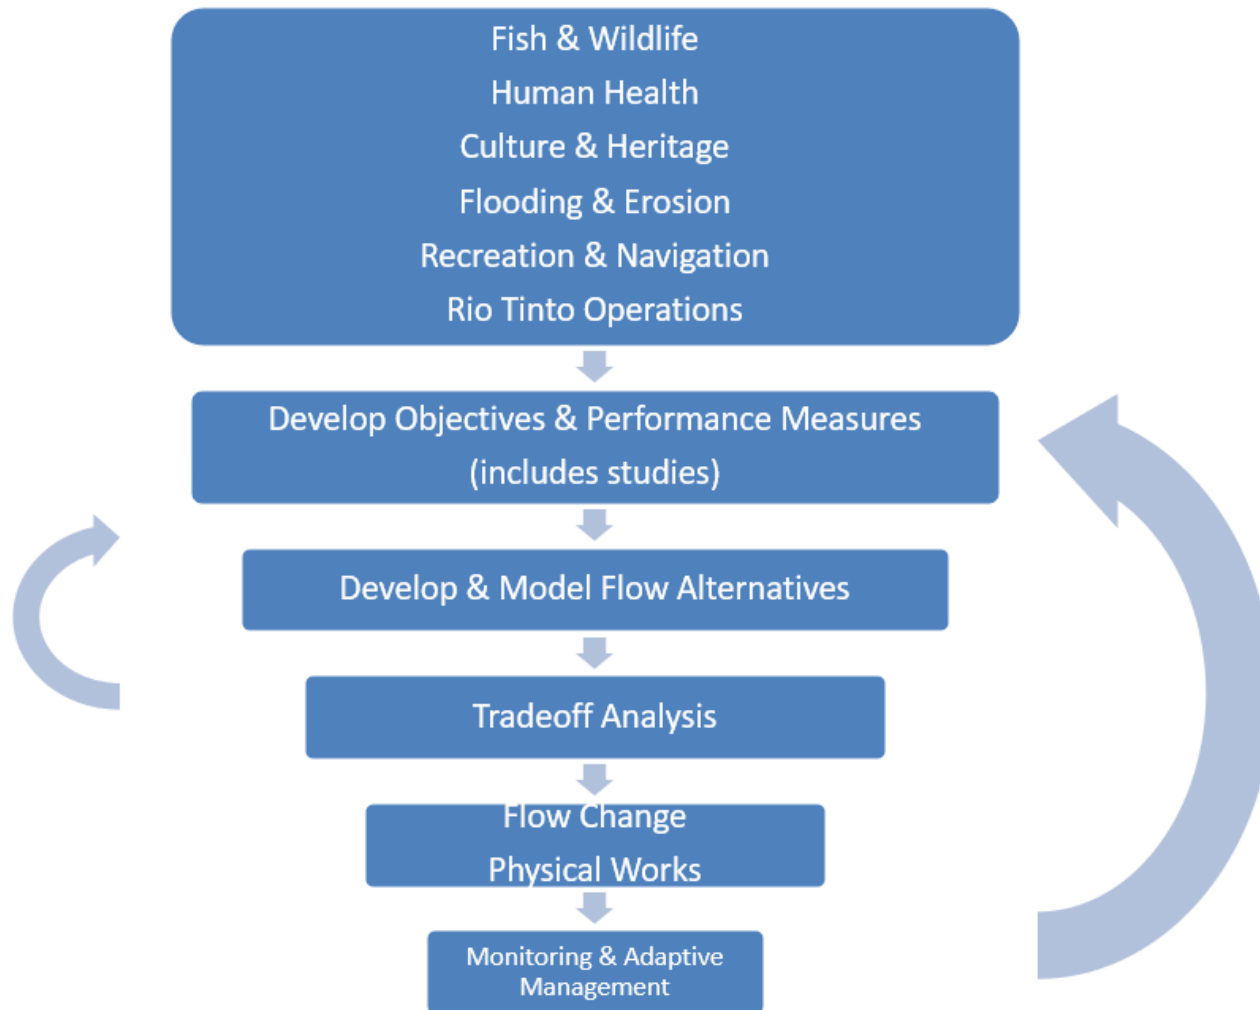 Fish & Wildlife
Human Health
Culture & Heritage
Flooding & Erosion
Recreation & Navigation
Rio Tinto Operations
Develop Objectives & Performance Measures
(includes studies)
Develop & Model Flow Alternatives
Tradeoff Analysis
Flow Change
Physical Works
Monitoring & Adaptive
Management